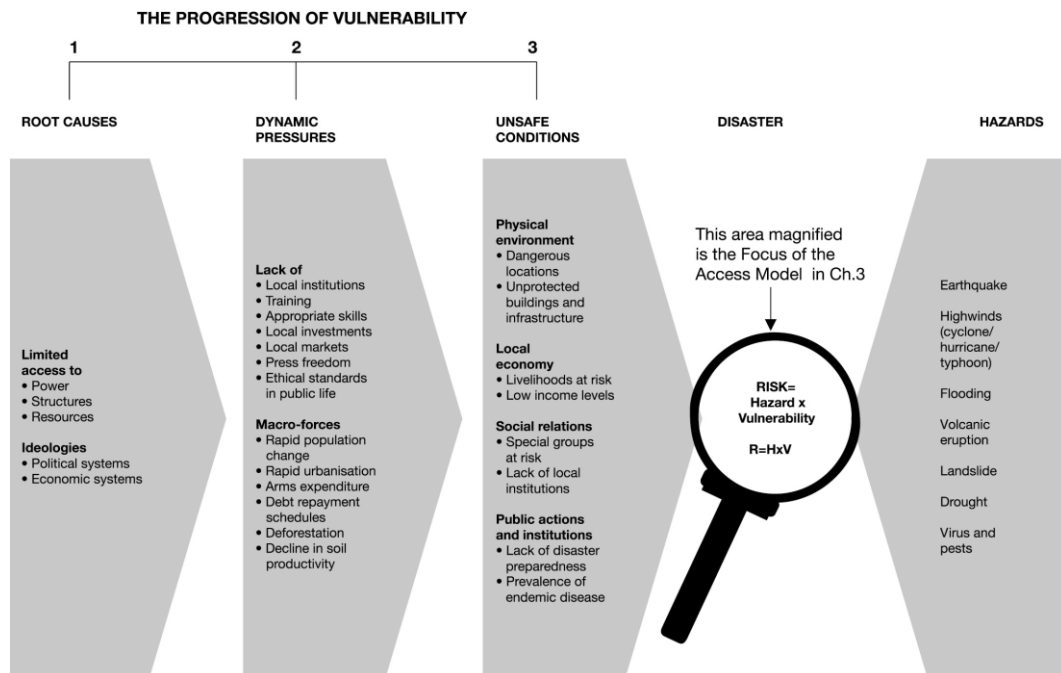 THE PROGRESSION OF VULNERABILITY
1
2
3
ROOT CAUSES
DYNAMIC
PRESSURES
UNSAFE
CONDITIONS
DISASTER
HAZARDS
Limited
access to
• Power
• Structures
• Resources
Ideologies
• Political systems
• Economic systems
Lack of
• Local institutions
• Training
• Appropriate skills
• Local investments
• Local markets
• Press freedom
• Ethical standards
in public life
Macro-forces
• Rapid population
change
• Rapid urbanisation
• Arms expenditure
• Debt repayment
schedules
• Deforestation
• Decline in soil
productivity
Physical
environment
• Dangerous
locations
• Unprotected
buildings and
infrastructure
Local
economy
• Livelihoods at risk
• Low income levels
Social relations
• Special groups
at risk
• Lack of local
institutions
Public actions
and institutions
• Lack of disaster
preparedness
• Prevalence of
endemic disease
This area magnified
is the Focus of the
Access Model in Ch.3
RISK=
Hazard x
Vulnerability
R=HxV
Earthquake
Highwinds
(cyclone/
hurricane/
typhoon)
Flooding
Volcanic
eruption
Landslide
Drought
Virus and
pests